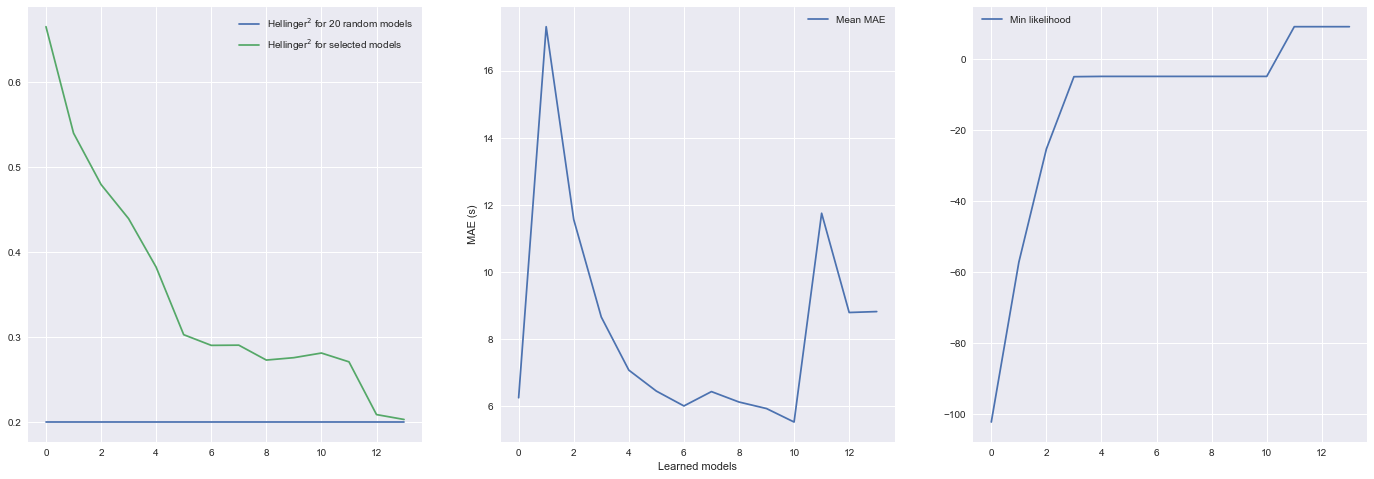 Hellinger² for 20 random models
Hellinger² for selected models
0.6
0.5
0.4
0.3
0.2
0 2 4 6 8 10 12
Mean MAE
MAE (s)
16
14
12
10
8
6
0 2 4 6 8 10 12
Learned models
Min likelihood
0
−20
−40
−60
−80
−100
0 2 4 6 8 10 12